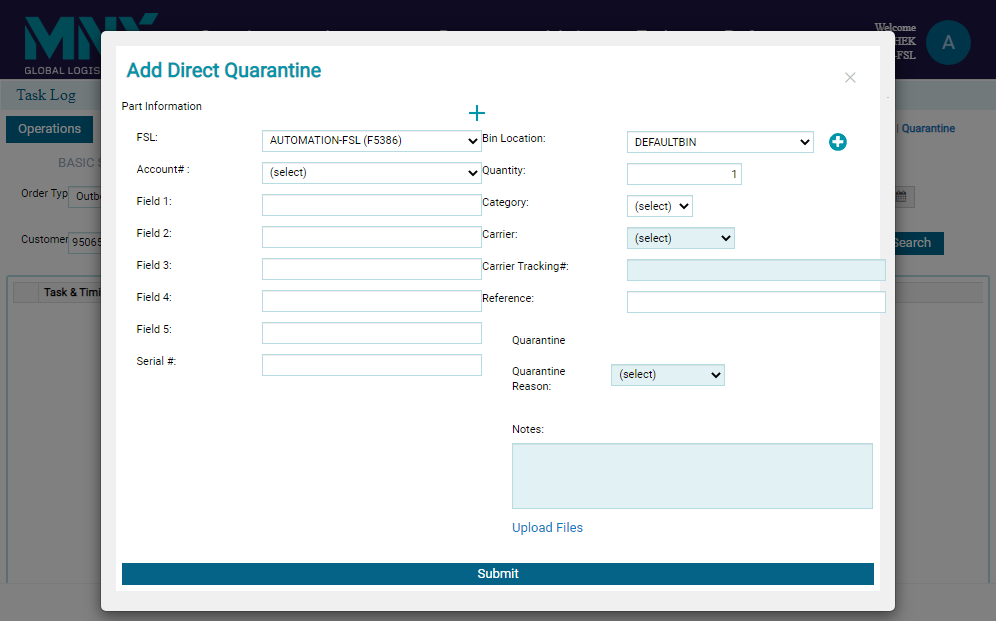 MNX
GLOBAL LOGIS
Welcome
HEK
-FSL
A
Task Log
Operations
| Quarantine
BASIC S
Order Typ
Outb
Customer
95065
Search
Task & Timi
Add Direct Quarantine
×
Part Information
+
FSL:
AUTOMATION-FSL (F5386)
Bin Location:
DEFAULTBIN
Account# :
(select)
Quantity:
1
Field 1:
Category:
(select)
Field 2:
Carrier:
(select)
Field 3:
Carrier Tracking#:
Field 4:
Reference:
Field 5:
Quarantine
Serial #:
Quarantine
Reason:
(select)
Notes:
Upload Files
Submit